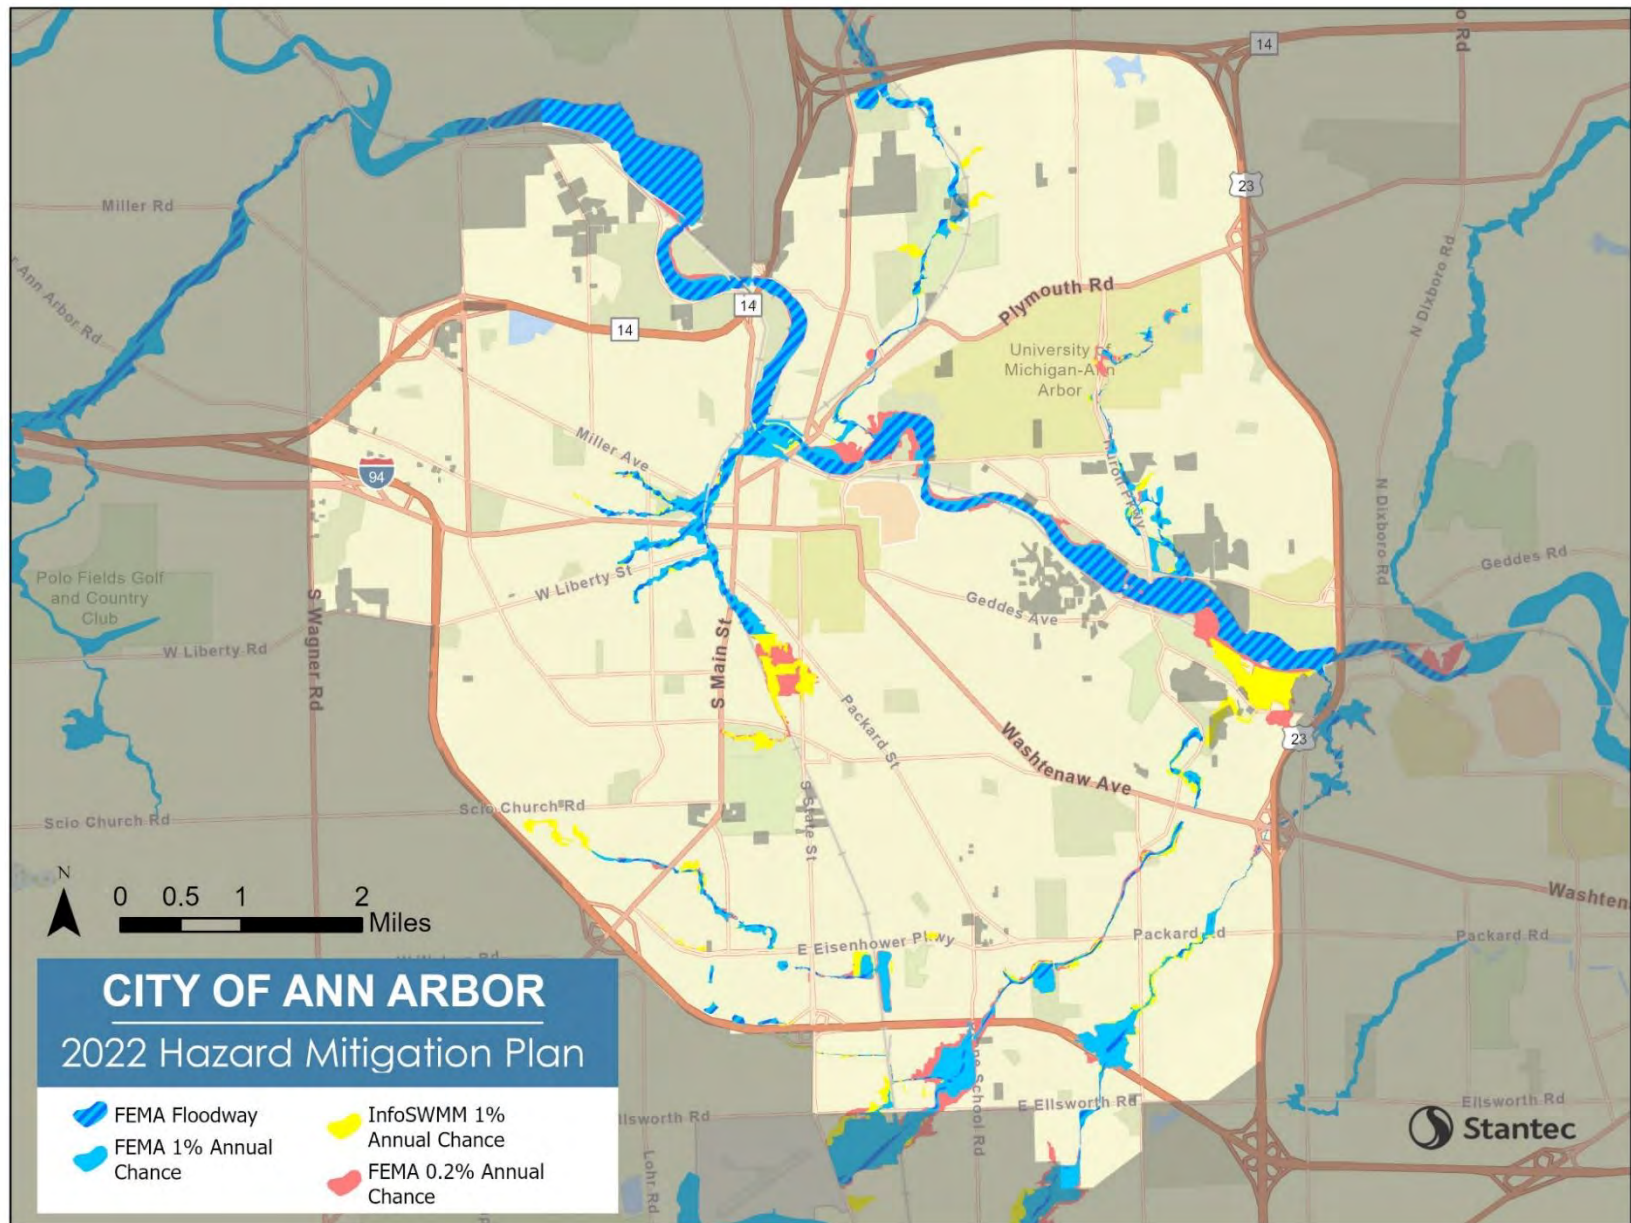 14
o Rd
23
Miller Rd
N Dixboro Rd
r Ann Arbor Rd
Plymouth Rd
14
14
University of
Michigan-Ann
Arbor
Miller Ave
94
Huron Pkwy
N Dixboro Rd
Geddes Rd
Polo Fields Golf
and Country
Club
W Liberty St
Geddes Ave
S Wagner Rd
W Liberty Rd
S Main St
Packard St
Washtenaw Ave
23
S State St
Scio Church Rd
Scio Church Rd
N
0 0.5 1 2
Miles
Washten
E Eisenhower Pkwy
Packard Rd
Packard Rd
CITY OF ANN ARBOR
2022 Hazard Mitigation Plan
FEMA Floodway
FEMA 1% Annual
Chance
InfoSWMM 1%
Annual Chance
FEMA 0.2% Annual
Chance
llsworth Rd
E Ellsworth Rd
Ellsworth Rd
ne School Rd
Lohr Rd
Stantec